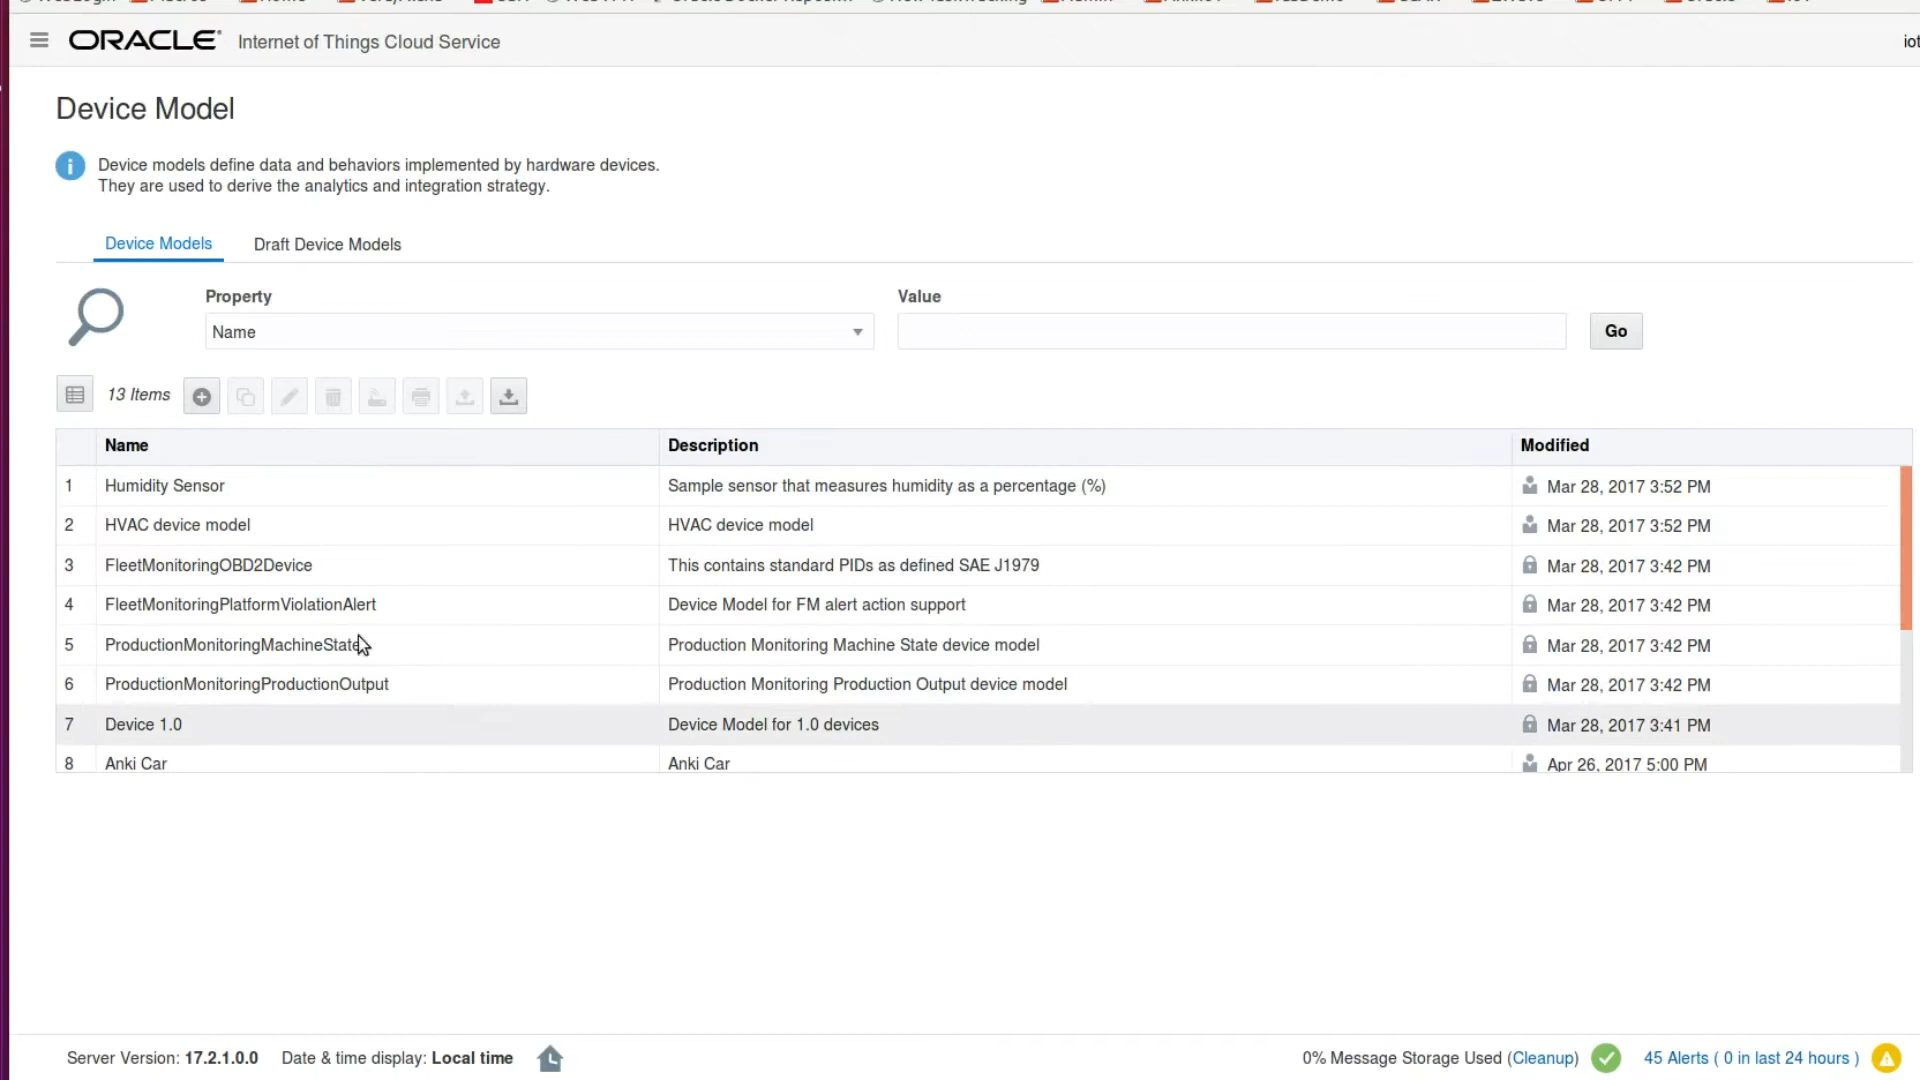 ORACLE Internet of Things Cloud Service
iot
Device Model
Device models define data and behaviors implemented by hardware devices.
They are used to derive the analytics and integration strategy.
Device Models Draft Device Models
Property Value
Name Go
13 Items
Name Description Modified
1 Humidity Sensor Sample sensor that measures humidity as a percentage (%) Mar 28, 2017 3:52 PM
2 HVAC device model HVAC device model Mar 28, 2017 3:52 PM
3 FleetMonitoringOBD2Device This contains standard PIDs as defined SAE J1979 Mar 28, 2017 3:42 PM
4 FleetMonitoringPlatformViolationAlert Device Model for FM alert action support Mar 28, 2017 3:42 PM
5 ProductionMonitoringMachineState Production Monitoring Machine State device model Mar 28, 2017 3:42 PM
6 ProductionMonitoringProductionOutput Production Monitoring Production Output device model Mar 28, 2017 3:42 PM
7 Device 1.0 Device Model for 1.0 devices Mar 28, 2017 3:41 PM
8 Anki Car Anki Car Apr 26, 2017 5:00 PM
Server Version: 17.2.1.0.0 Date & time display: Local time 0% Message Storage Used (Cleanup) 45 Alerts ( 0 in last 24 hours )